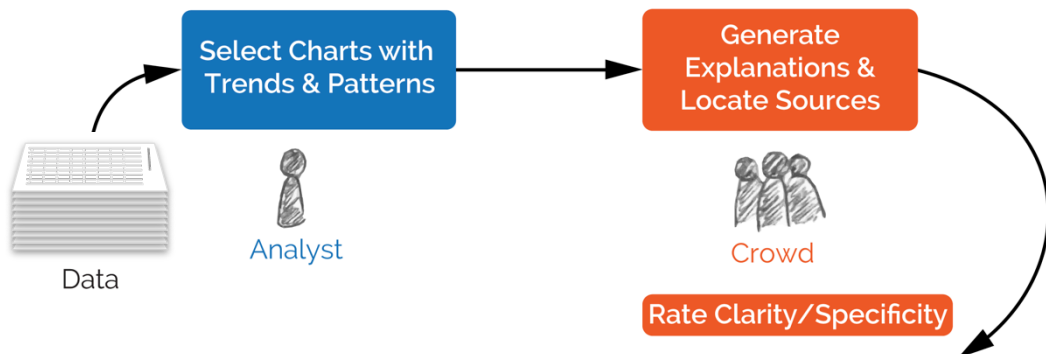 Select Charts with
Trends & Patterns
Generate
Explanations &
Locate Sources
Data
Analyst
Crowd
Rate Clarity/Specificity